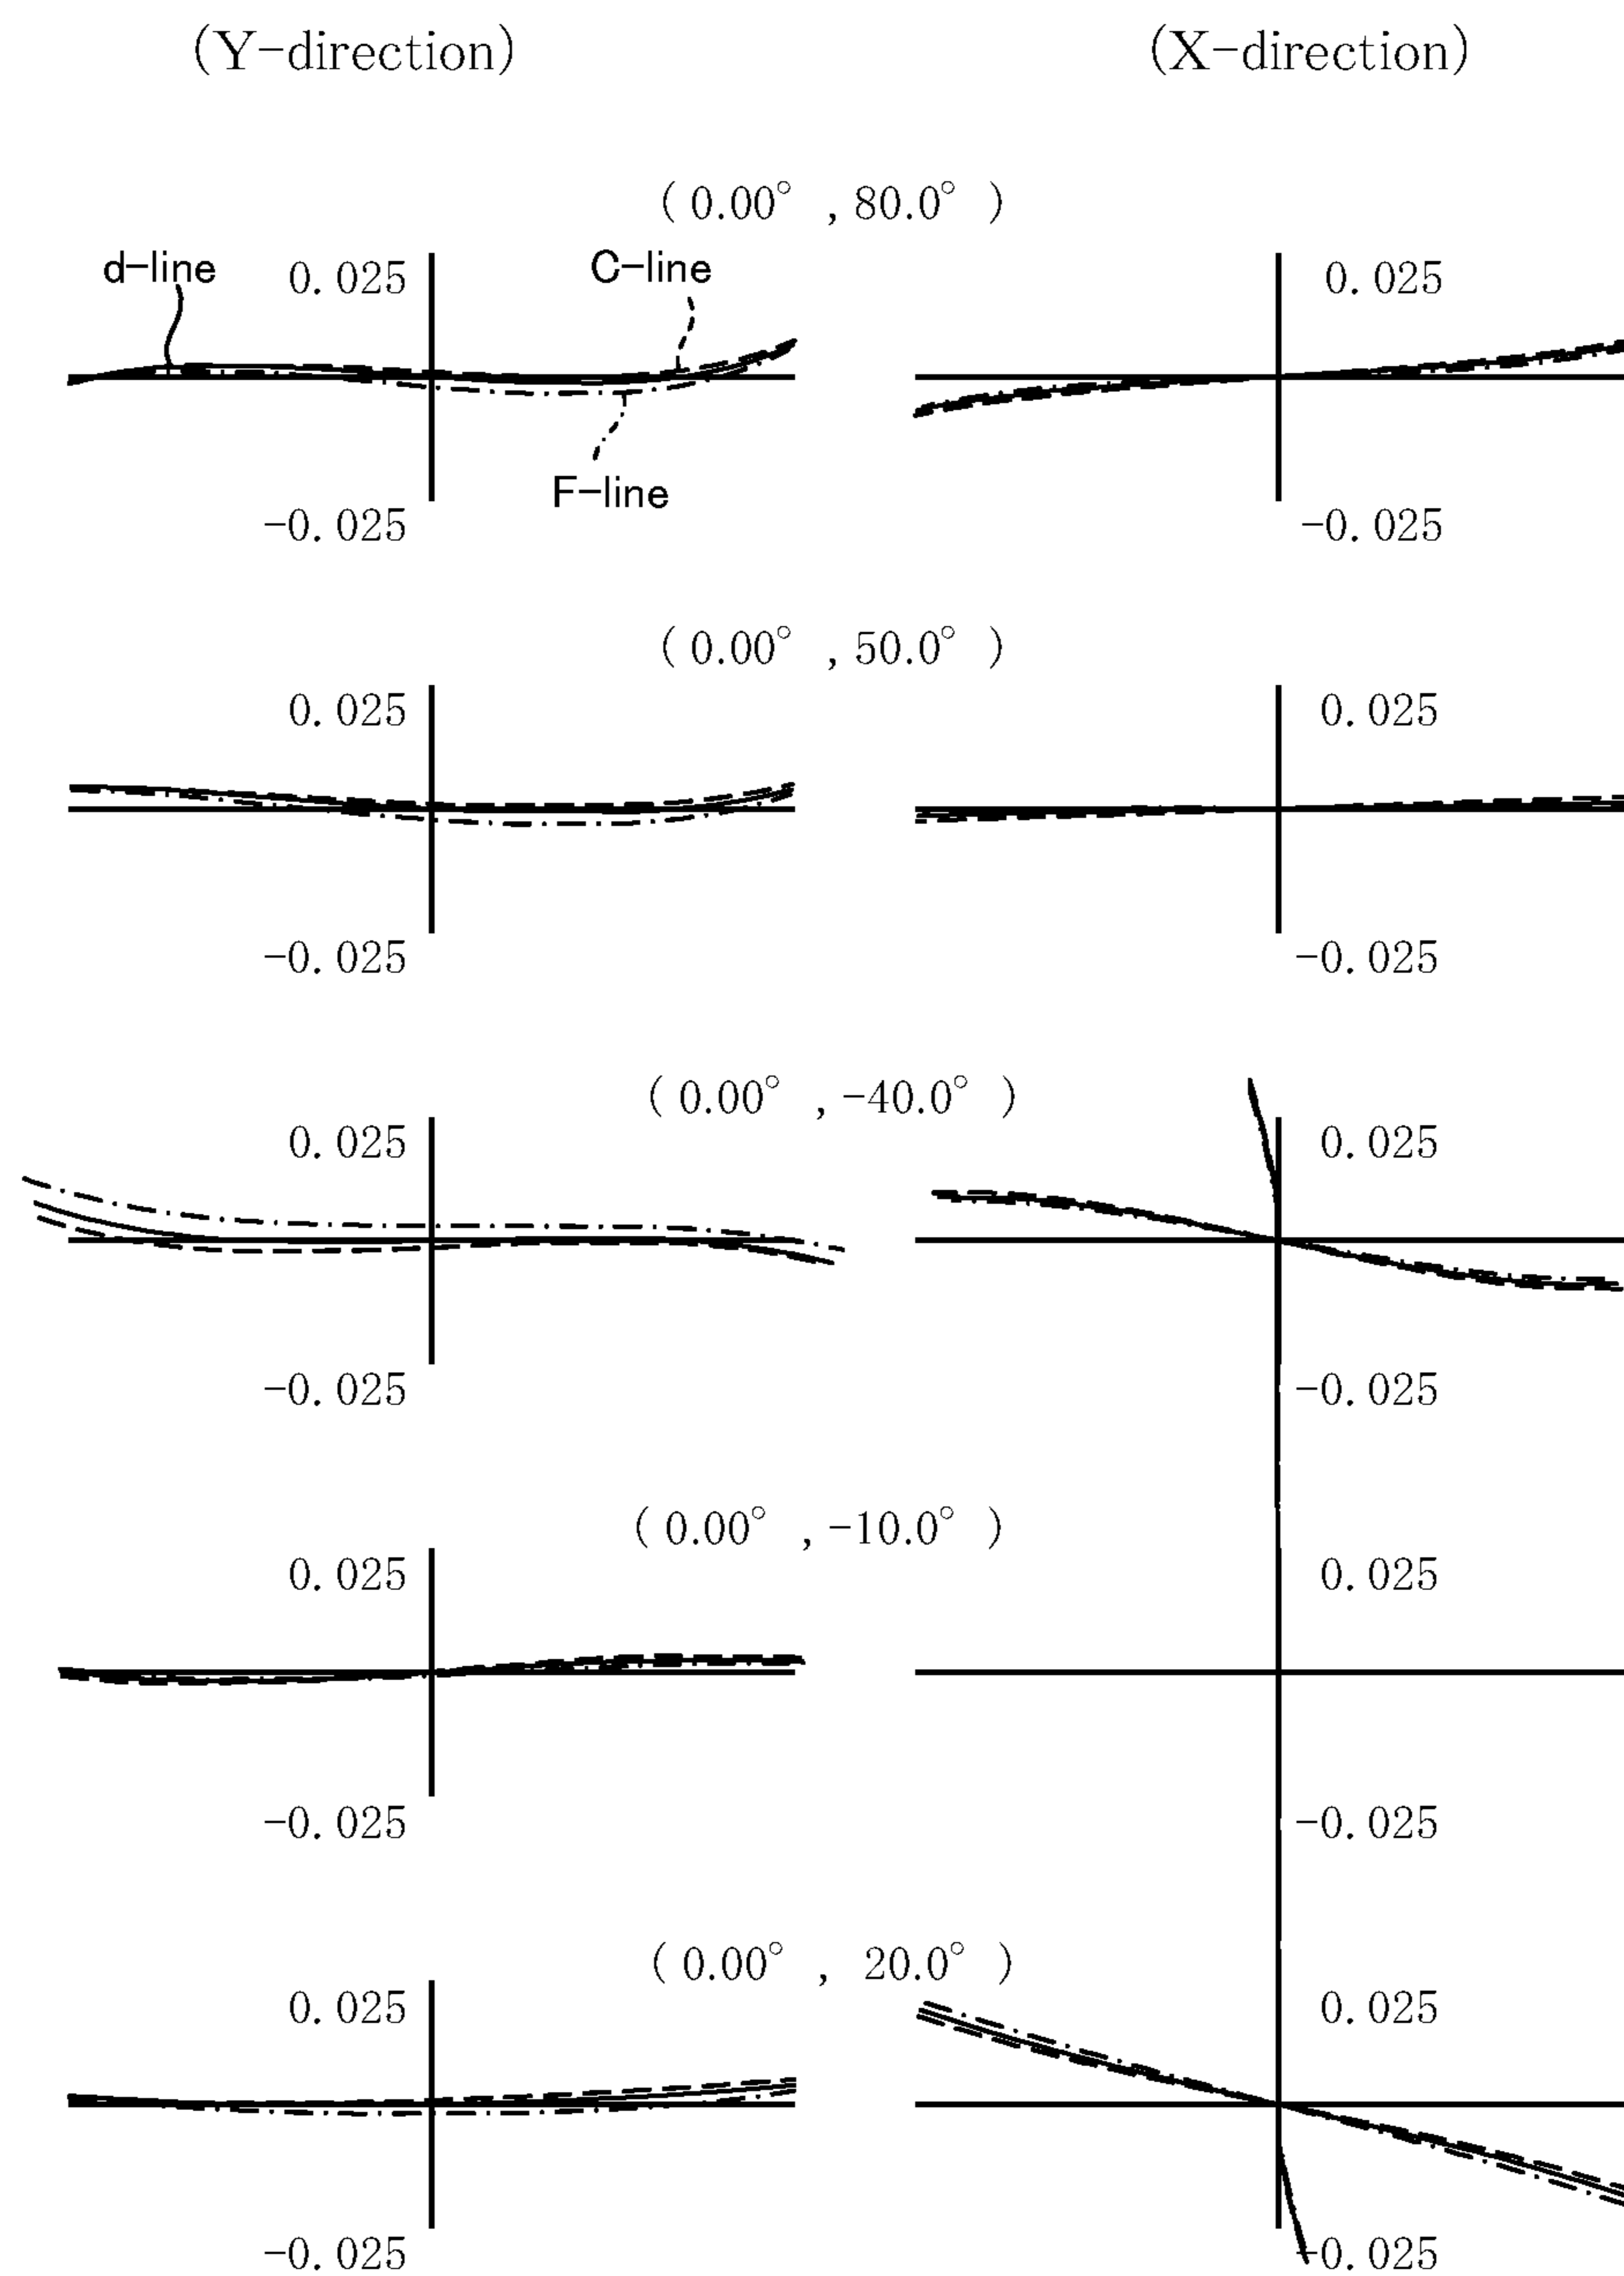 (Y-direction) (X-direction)
(0.00° ,80.0° )
d-line 0.025 C-line 0.025
F-line
-0.025 -0.025
(0.00° ,50.0° )
0.025 0.025
-0.025 -0.025
(0.00° ,-40.0° )
0.025 0.025
-0.025 -0.025
(0.00° ,-10.0° )
0.025 0.025
-0.025 -0.025
(0.00° , 20.0° )
0.025 0.025
-0.025 -0.025